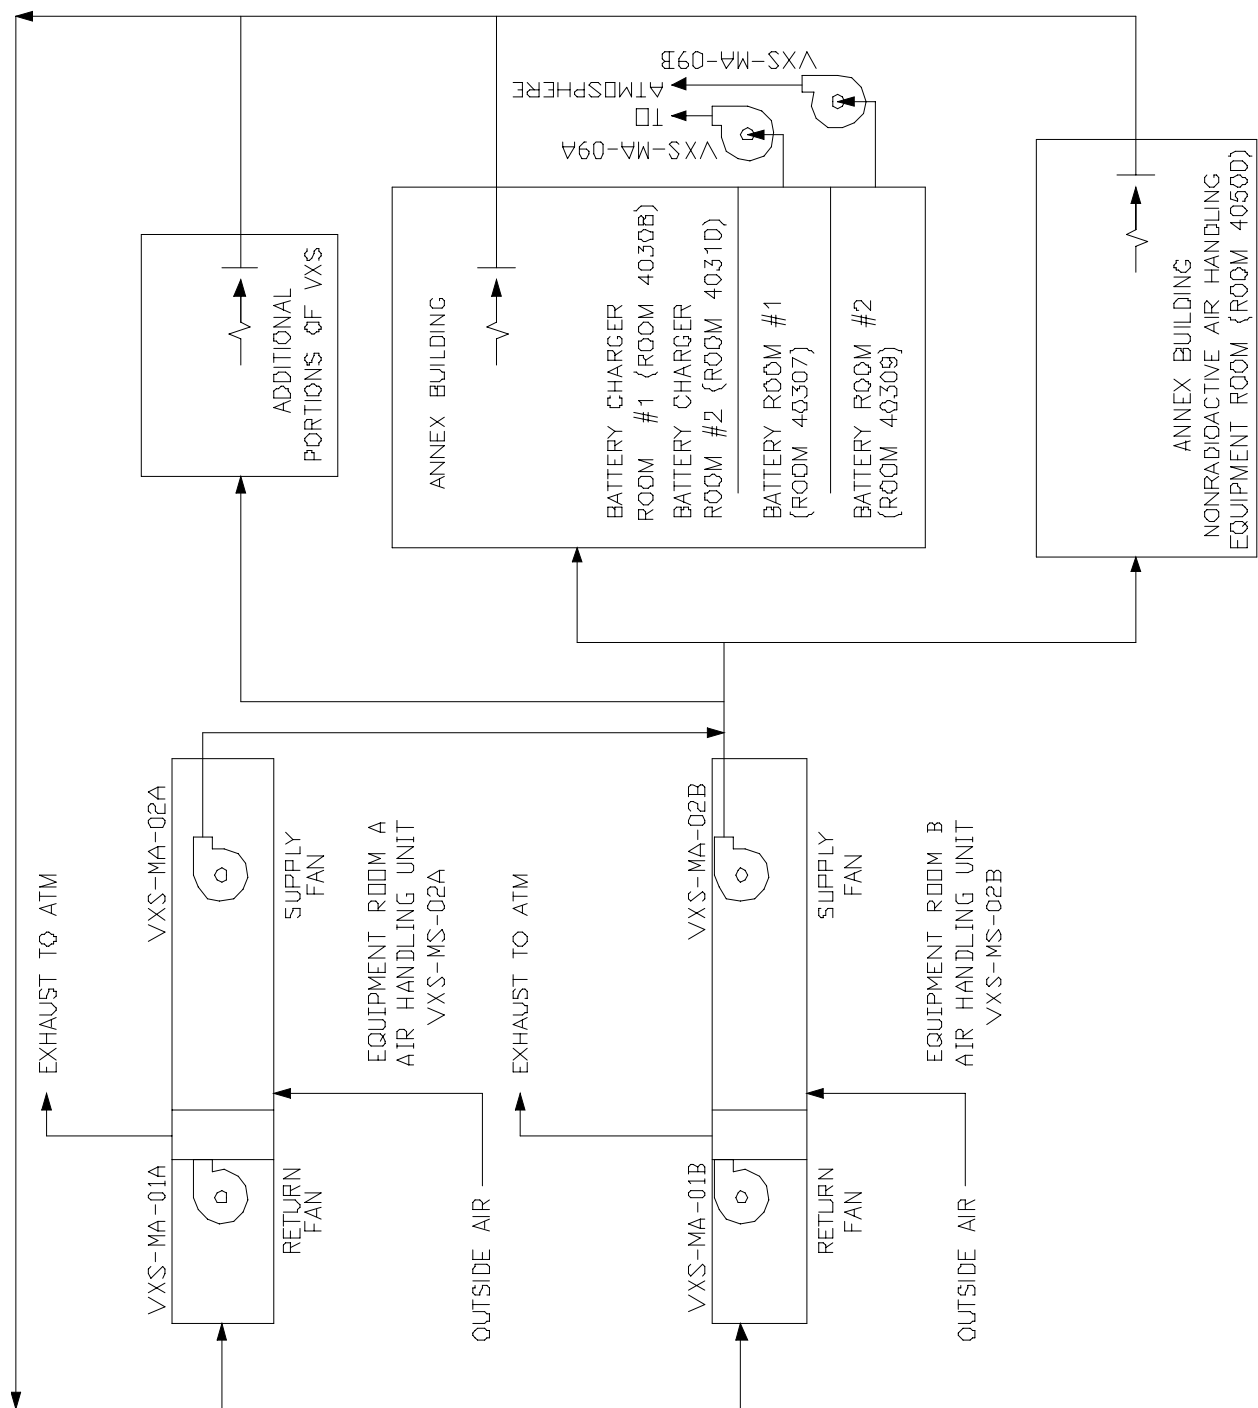 EXHAUST TO ATM
VXS-MA-01A
VXS-MA-02A
RETURN
FAN
SUPPLY
FAN
EQUIPMENT ROOM A
AIR HANDLING UNIT
VXS-MS-02A
OUTSIDE AIR
EXHAUST TO ATM
VXS-MA-01B
VXS-MA-02B
RETURN
FAN
SUPPLY
FAN
EQUIPMENT ROOM B
AIR HANDLING UNIT
VXS-MS-02B
OUTSIDE AIR
ADDITIONAL
PORTIONS OF VXS
ANNEX BUILDING
BATTERY CHARGER
ROOM #1 (ROOM 40308)
BATTERY CHARGER
ROOM #2 (ROOM 40310)
BATTERY ROOM #1
(ROOM 40307)
BATTERY ROOM #2
(ROOM 40309)
VXS-MA-09A
TO
ATMOSPHERE
VXS-MA-09B
ANNEX BUILDING
NONRADIOACTIVE AIR HANDLING
EQUIPMENT ROOM (ROOM 40500)